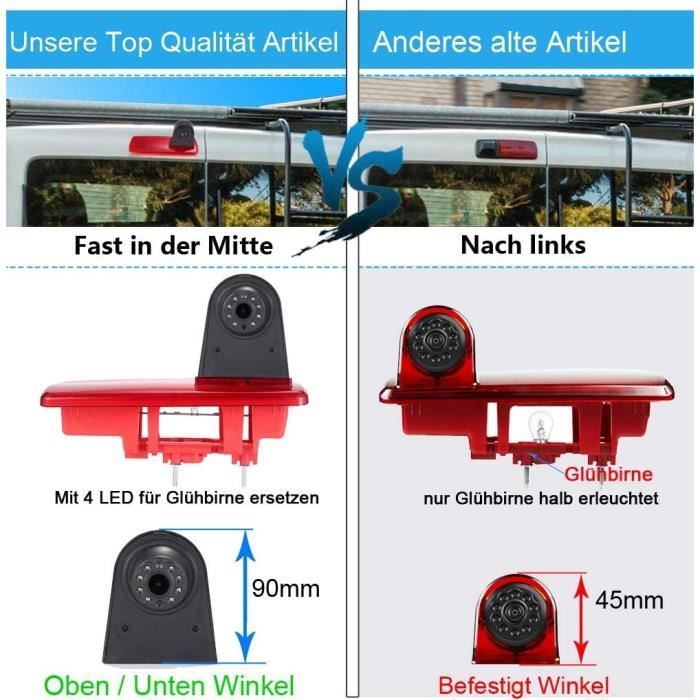 Unsere Top Qualität Artikel
Anderes alte Artikel
VS
Fast in der Mitte
Nach links
Mit 4 LED für Glühbirne ersetzen
Glühbirne
nur Glühbirne halb erleuchtet
90mm
45mm
Oben / Unten Winkel
Befestigt Winkel